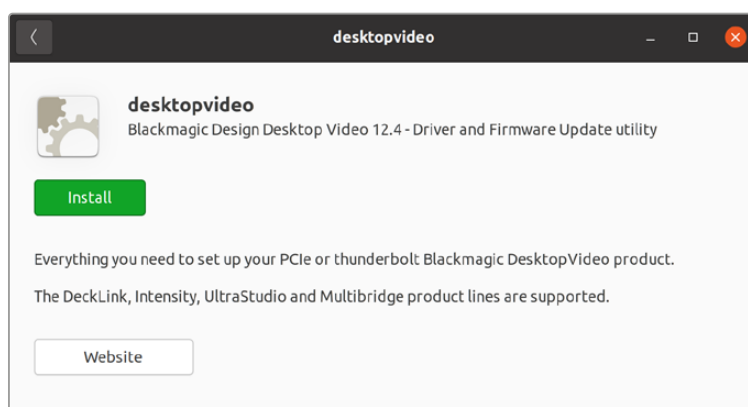 desktopvideo
desktopvideo
Blackmagic Design Desktop Video 12.4 - Driver and Firmware Update utility
Install
Everything you need to set up your PCIe or thunderbolt Blackmagic DesktopVideo product.
The DeckLink, Intensity, UltraStudio and Multibridge product lines are supported.
Website